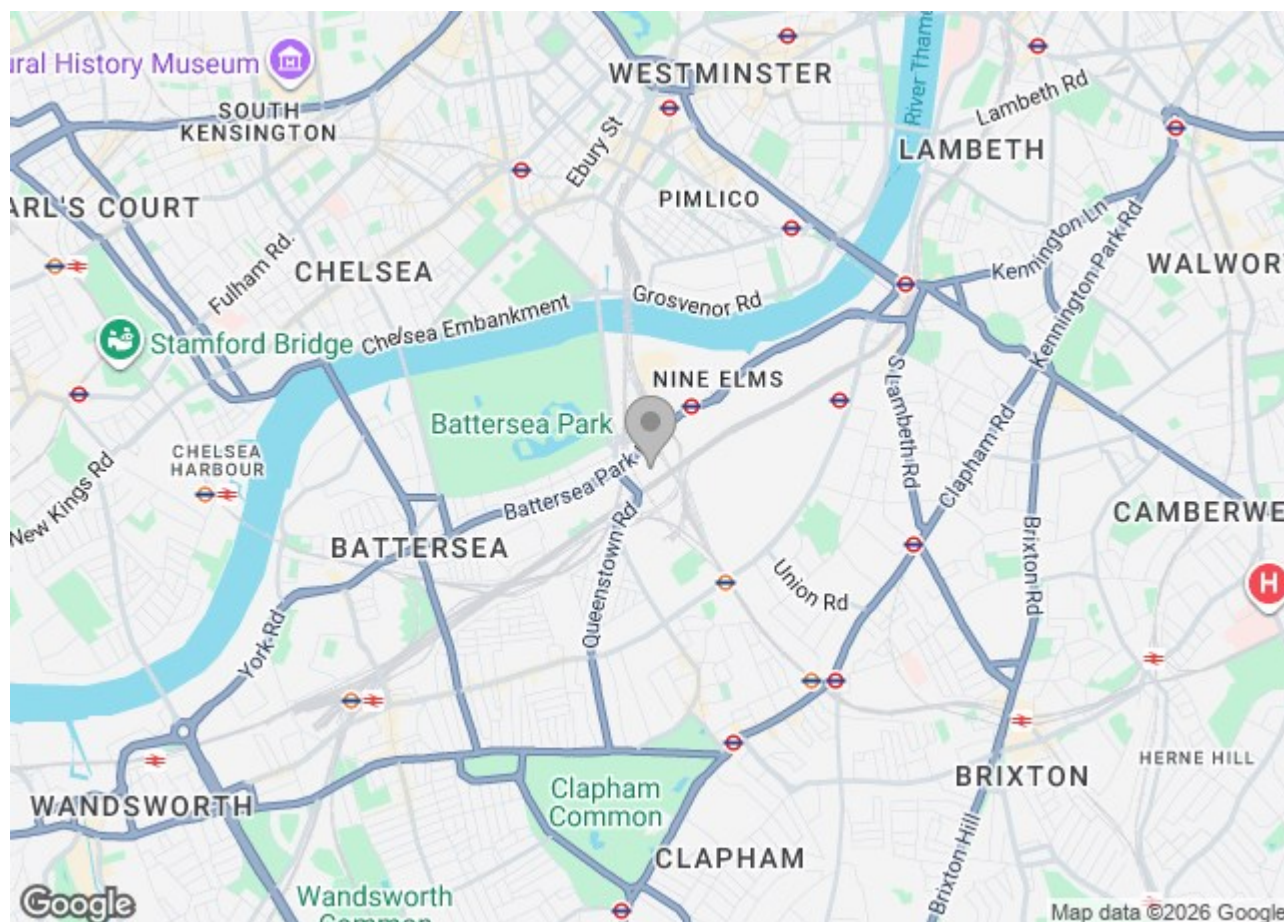 ural History Museum
WESTMINSTER
River Thame
Lambeth Rd
SOUTH
KENSINGTON
Ebury St
LAMBETH
PIMLICO
ARL'S COURT
Fulham Rd.
CHELSEA
Kennington Ln
Kennington Park Rd
WALWOR
Grosvenor Rd
Chelsea Embankment
Stamford Bridge
NINE ELMS
S Lambeth Rd
Battersea Park
Clapham Rd
CHELSEA
HARBOUR
New Kings Rd
Battersea Park
CAMBERWE
BATTERSEA
Queenstown Rd
Union Rd
Brixton Rd
H
York Rd
HERNE HILL
BRIXTON
WANDSWORTH
Clapham
Common
CLAPHAM
Brixton Hill
Wandsworth
Common
Google
Map data ©2026 Google